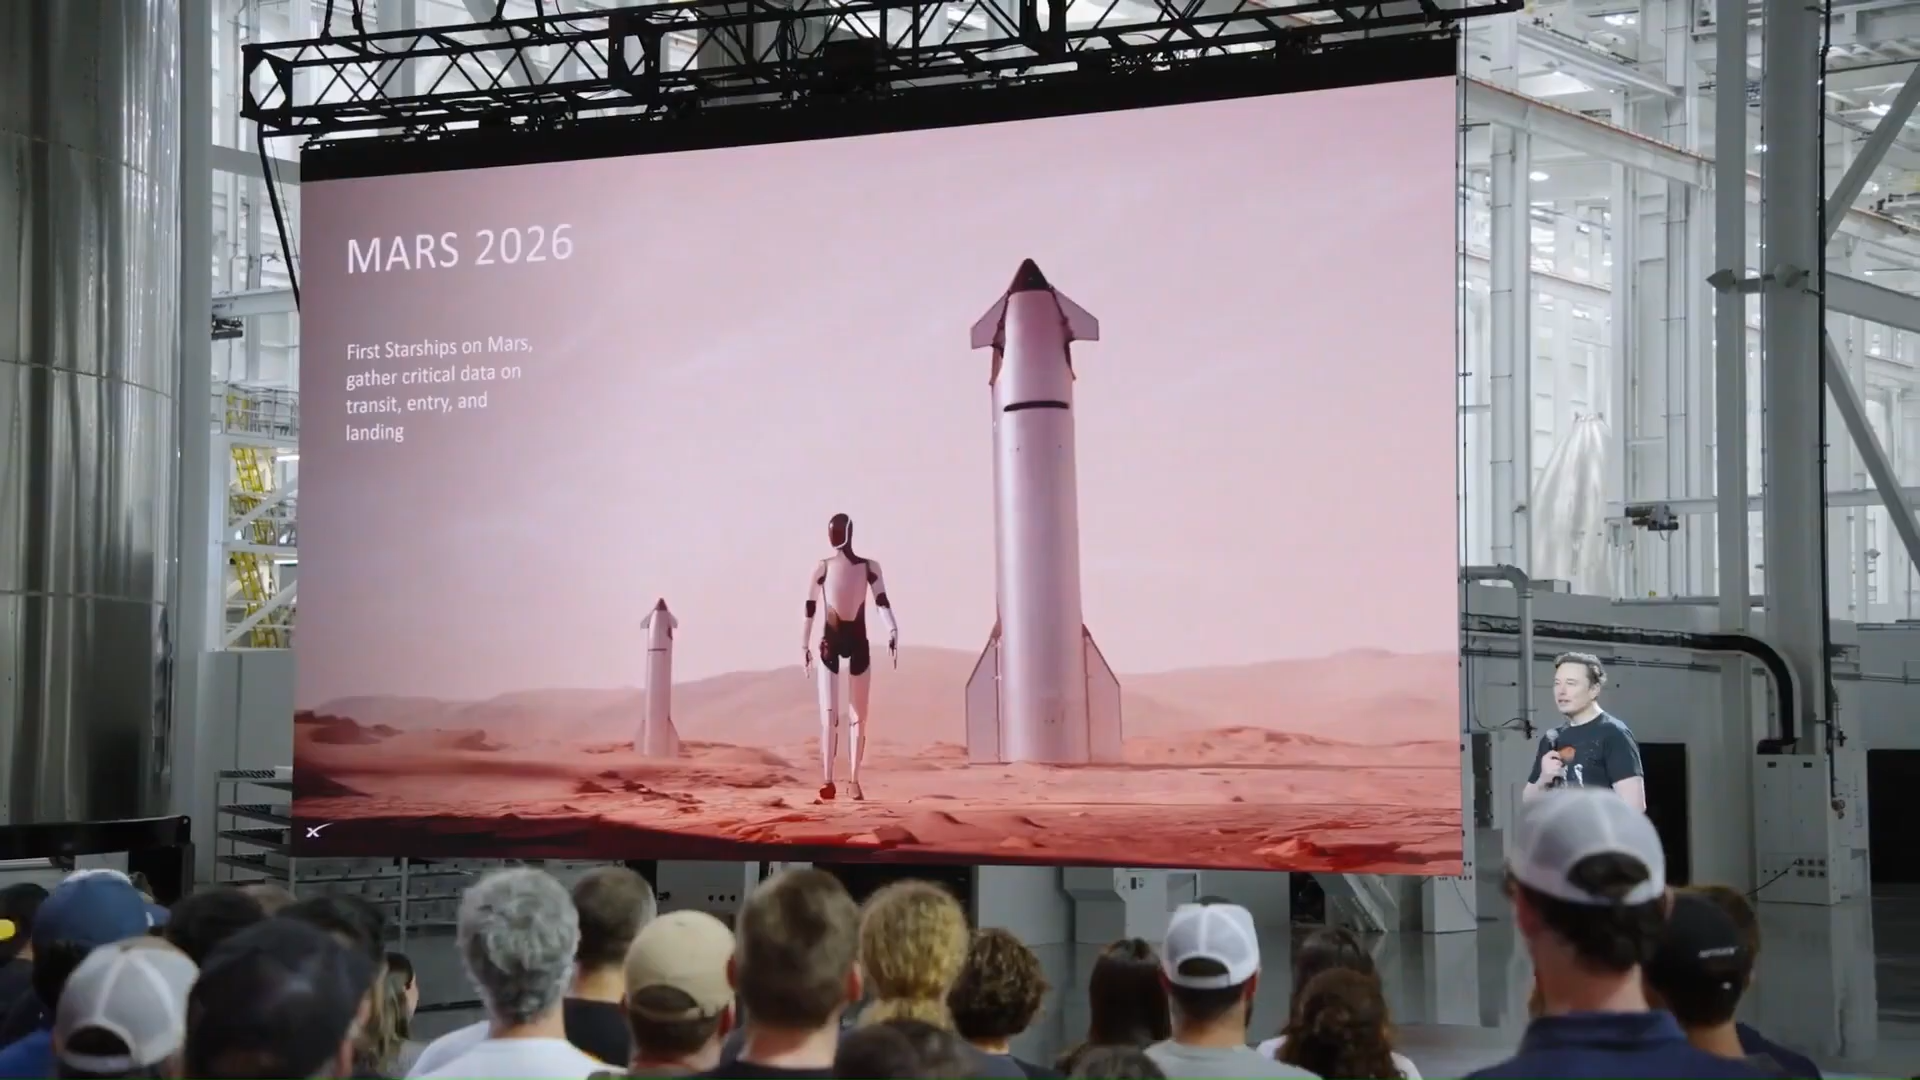 MARS 2026
First Starships on Mars,
gather critical data on
transit, entry, and
landing